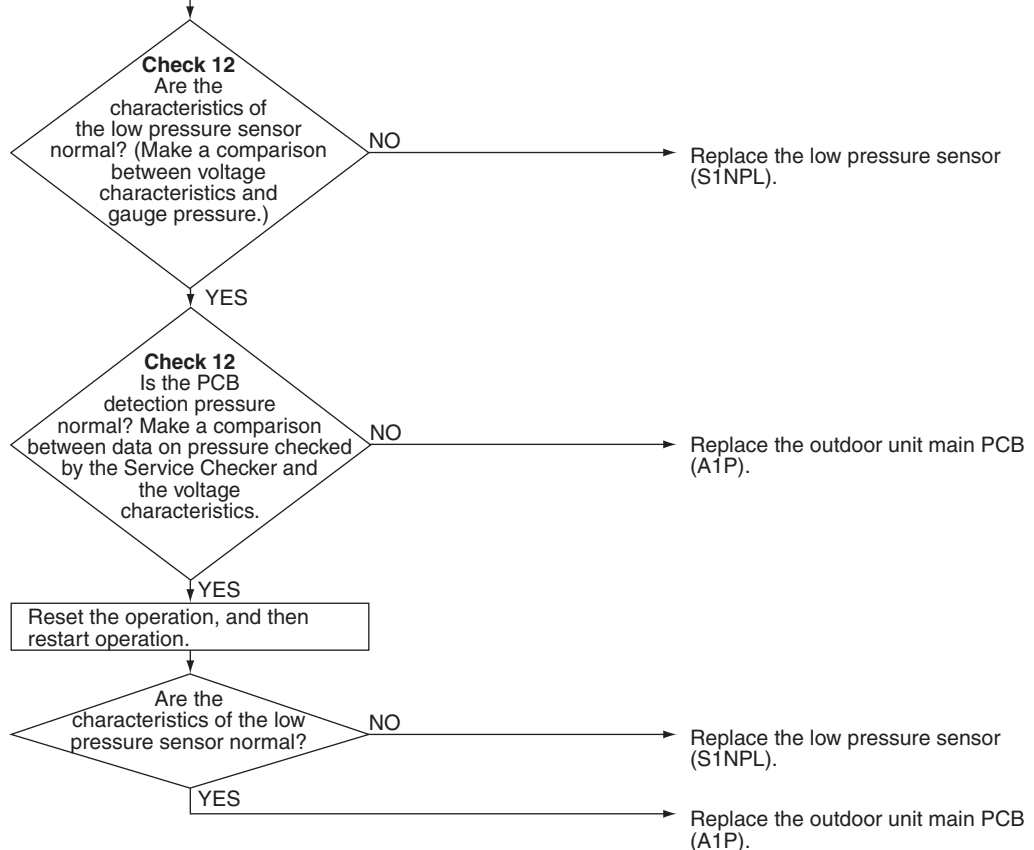 Check 12
Are the
characteristics of
the low pressure sensor
normal? (Make a comparison
between voltage
characteristics and
gauge pressure.)
NO
Replace the low pressure sensor
(S1NPL).
YES
Check 12
Is the PCB
detection pressure
normal? Make a comparison
between data on pressure checked
by the Service Checker and
the voltage
characteristics.
NO
Replace the outdoor unit main PCB
(A1P).
YES
Reset the operation, and then
restart operation.
Are the
characteristics of the low
pressure sensor normal?
NO
Replace the low pressure sensor
(S1NPL).
YES
Replace the outdoor unit main PCB
(A1P).